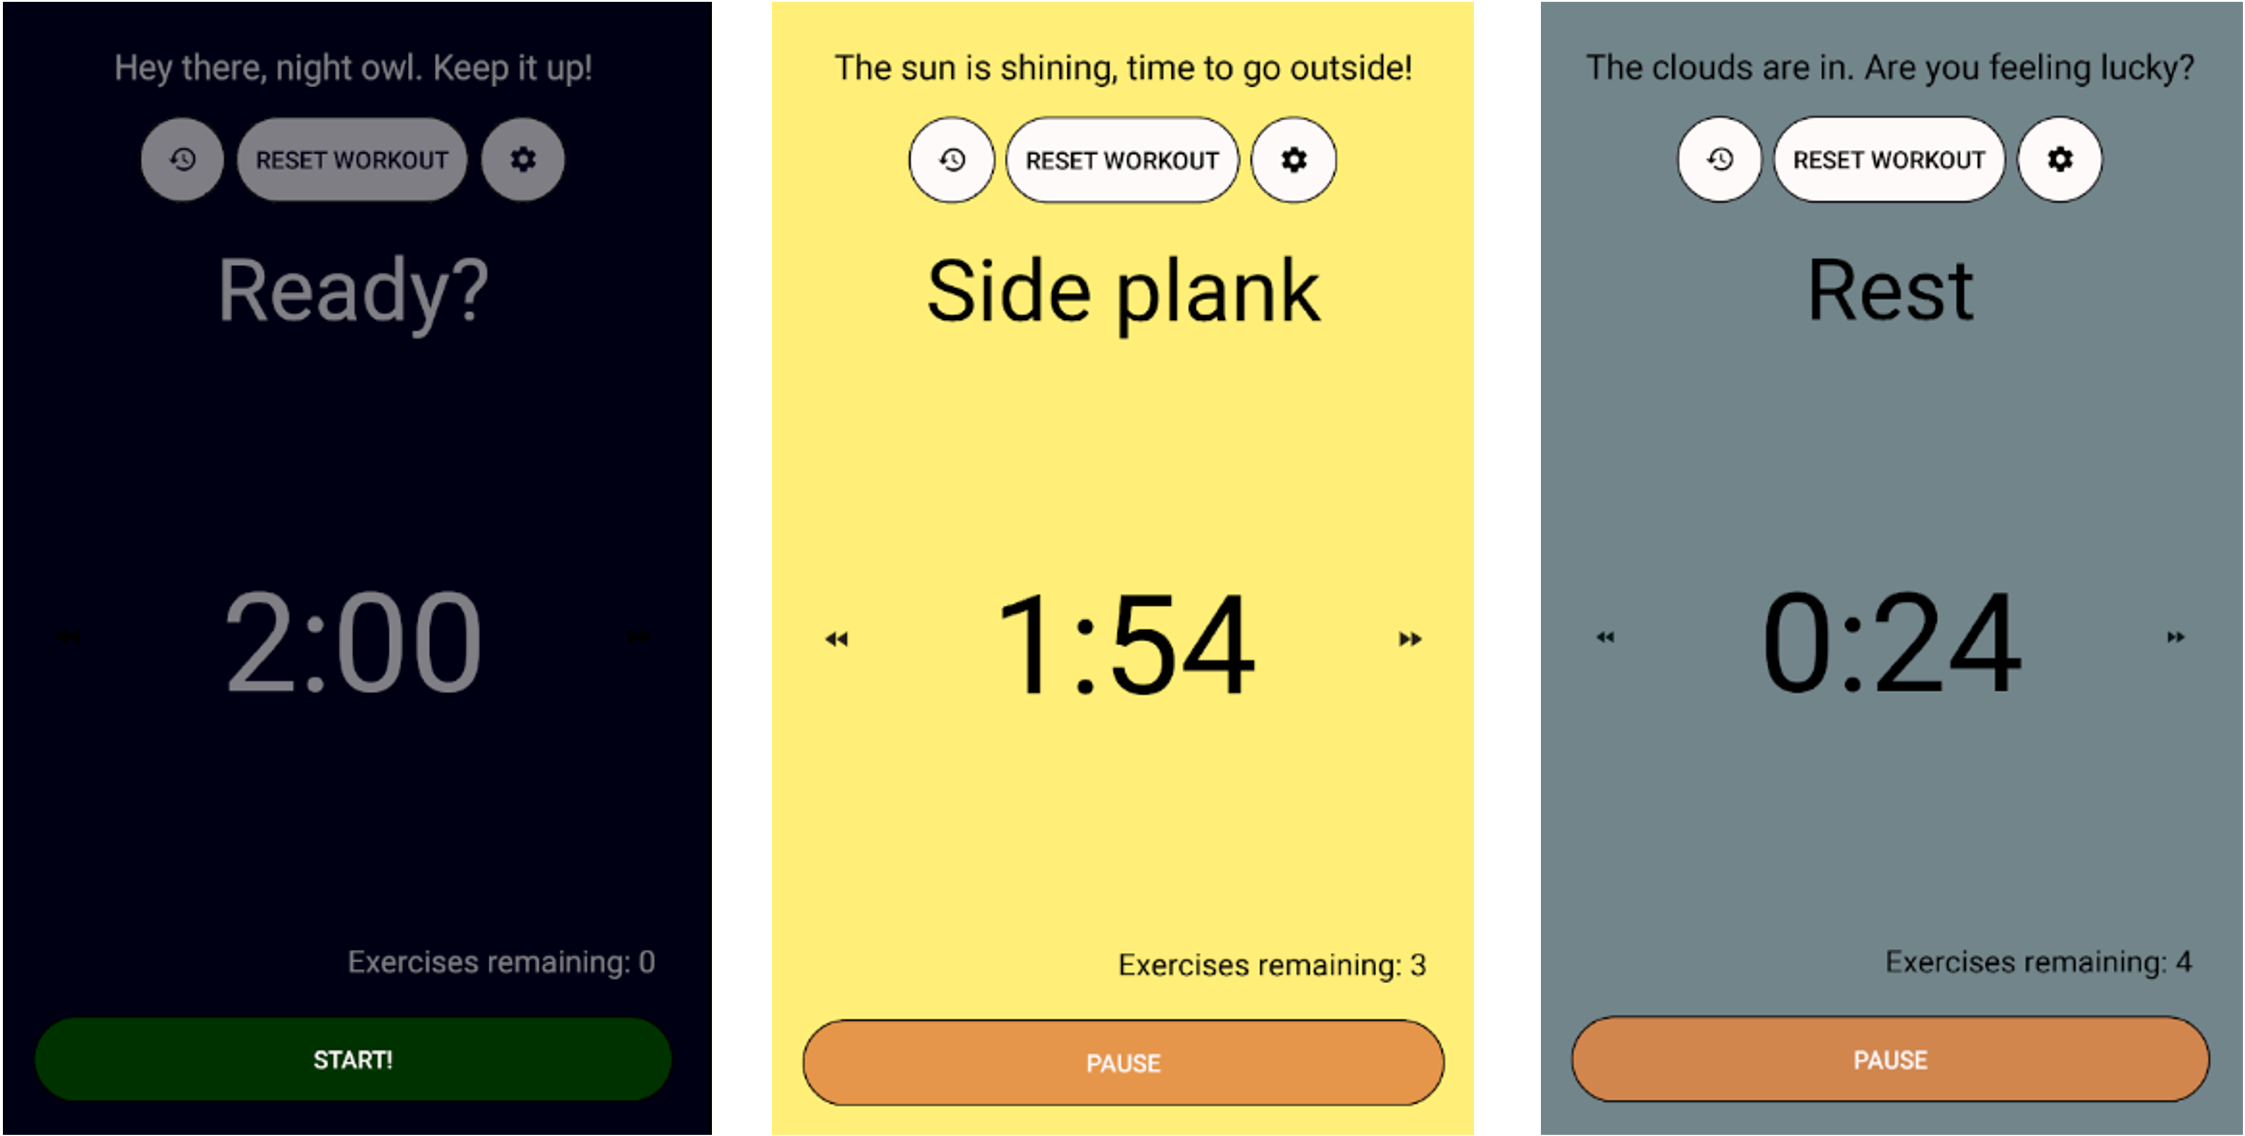 Hey there, night owl. Keep it up!
RESET WORKOUT
Ready?
2:00
Exercises remaining: 0
START!
The sun is shining, time to go outside!
RESET WORKOUT
Side plank
1:54
Exercises remaining: 3
PAUSE
The clouds are in. Are you feeling lucky?
RESET WORKOUT
Rest
0:24
Exercises remaining: 4
PAUSE